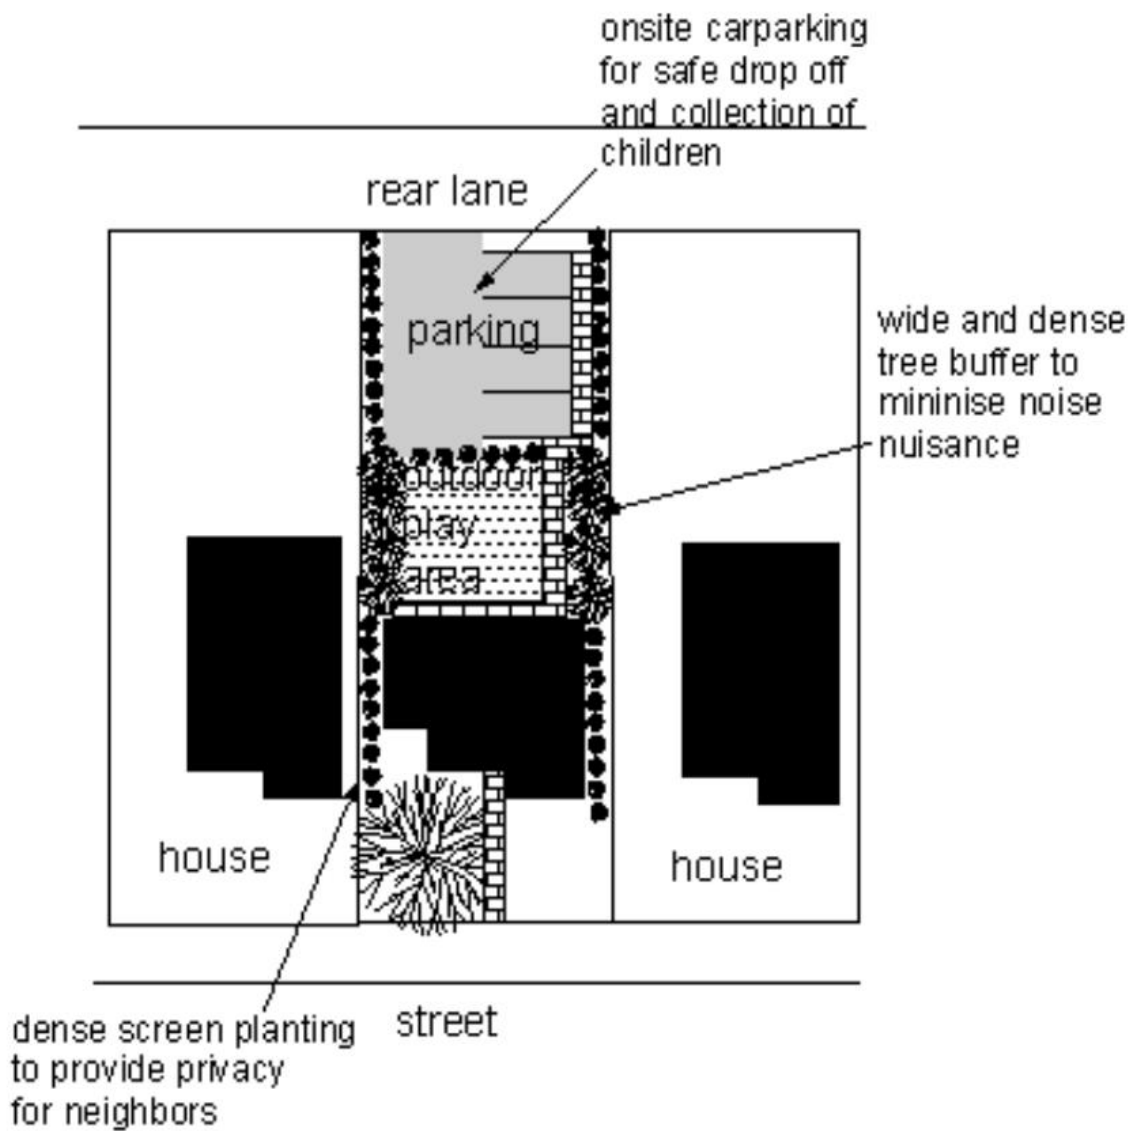 onsite carparking
for safe drop off
and collection of
children
rear lane
parking
wide and dense
tree buffer to
mininise noise
nuisance
outdoor
play
area
house
house
street
dense screen planting
to provide privacy
for neighbors